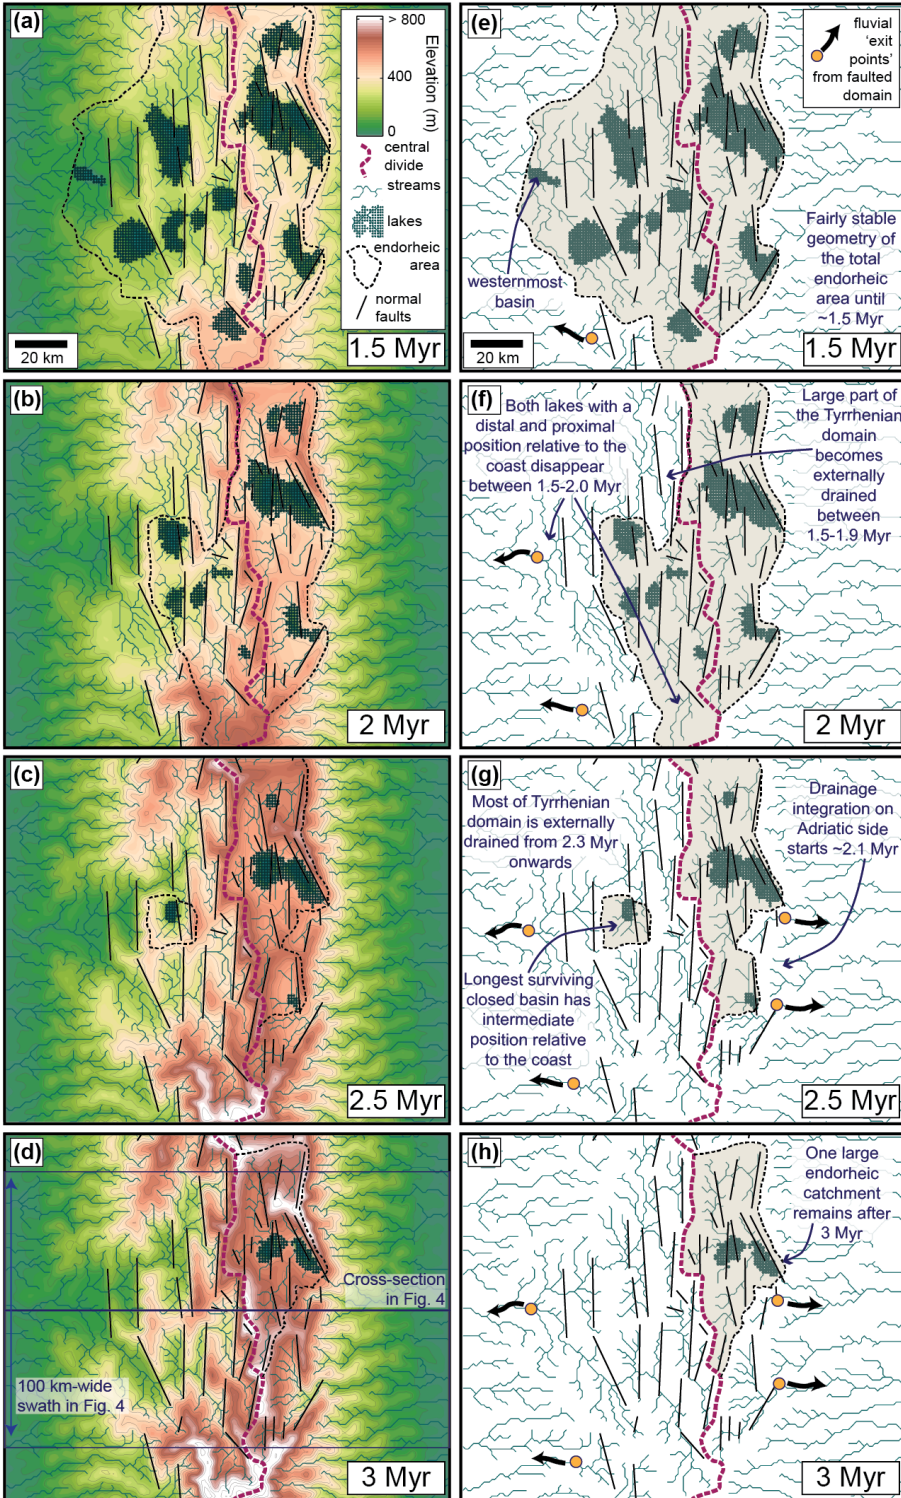 (a)
> 800
400
0
Elevation (m)
central
divide
streams
lakes
endorheic
area
normal
faults
20 km
1.5 Myr
(e)
fluvial
'exit
points'
from faulted
domain
westernmost
basin
Fairly stable
geometry of
the total
endorheic
area until
~1.5 Myr
20 km
1.5 Myr
(b)
2 Myr
(f)
Both lakes with a
distal and proximal
position relative to the
coast disappear
between 1.5-2.0 Myr
Large part of
the Tyrrhenian
domain
becomes
externally
drained
between
1.5-1.9 Myr
2 Myr
(c)
2.5 Myr
(g)
Most of Tyrrhenian
domain is externally
drained from 2.3 Myr
onwards
Drainage
integration on
Adriatic side
starts ~2.1 Myr
Longest surviving
closed basin has
intermediate
position relative
to the coast
2.5 Myr
(d)
Cross-section
in Fig. 4
100 km-wide
swath in Fig. 4
3 Myr
(h)
One large
endorheic
catchment
remains after
3 Myr
3 Myr